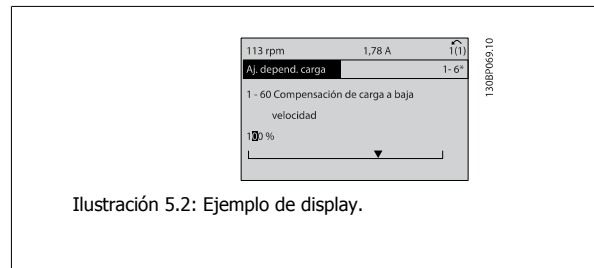 113 rpm 1,78 A 1(1)
Aj. depend. carga 1- 6*
1 - 60 Compensación de carga a baja
velocidad
100 %
130BP069.10
Ilustración 5.2: Ejemplo de display.